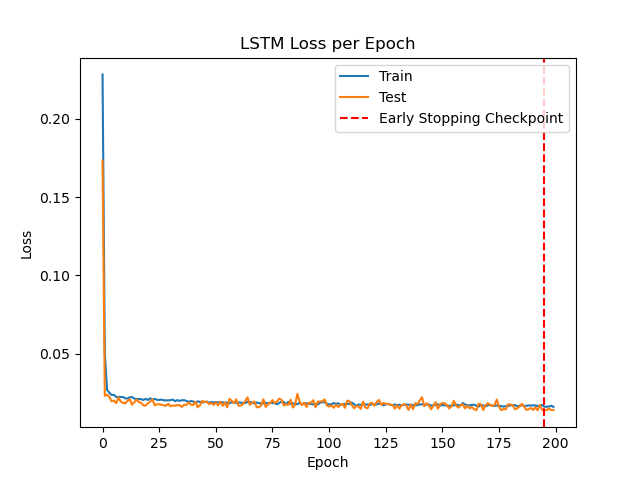 LSTM Loss per Epoch
Train
Test
Early Stopping Checkpoint
0.20
0.15
0.10
0.05
Loss
0 25 50 75 100 125 150 175 200
Epoch